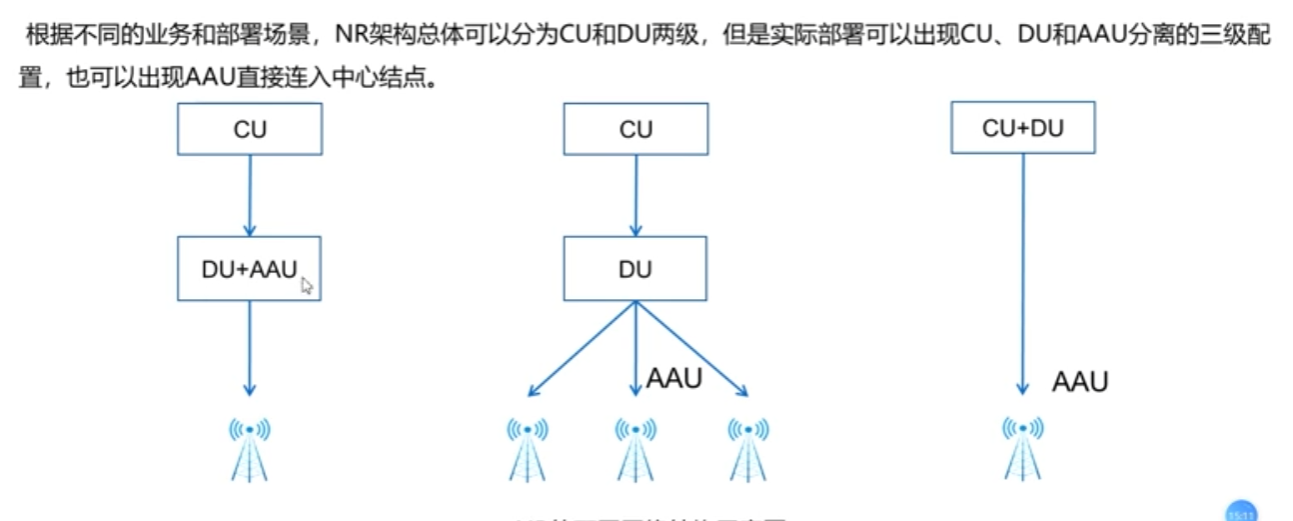 根据不同的业务和部署场景，NR架构总体可以分为CU和DU两级，但是实际部署可以出现CU、DU和AAU分离的三级配
置，也可以出现AAU直接连入中心结点。
CU
CU
CU+DU
DU+AAU
DU
AAU
AAU
15:11